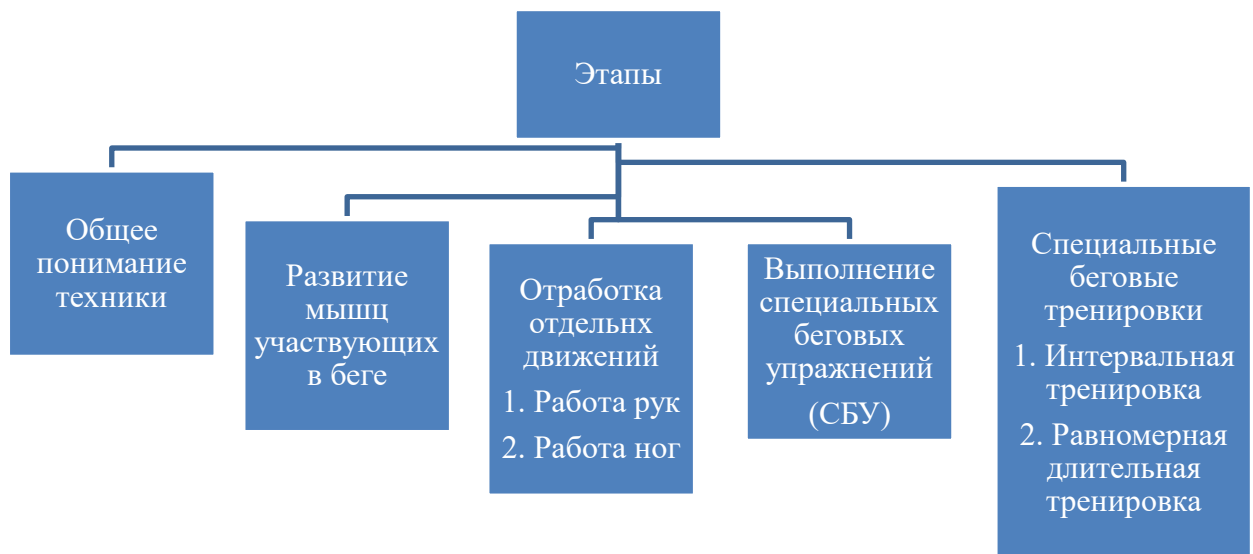 Этапы
Общее
понимание
техники
Развитие
мышц
участвующих
в беге
Отработка
отдельнх
движений
1. Работа рук
2. Работа ног
Выполнение
специальных
беговых
упражнений
(СБУ)
Специальные
беговые
тренировки
1. Интервальная
тренировка
2. Равномерная
длительная
тренировка